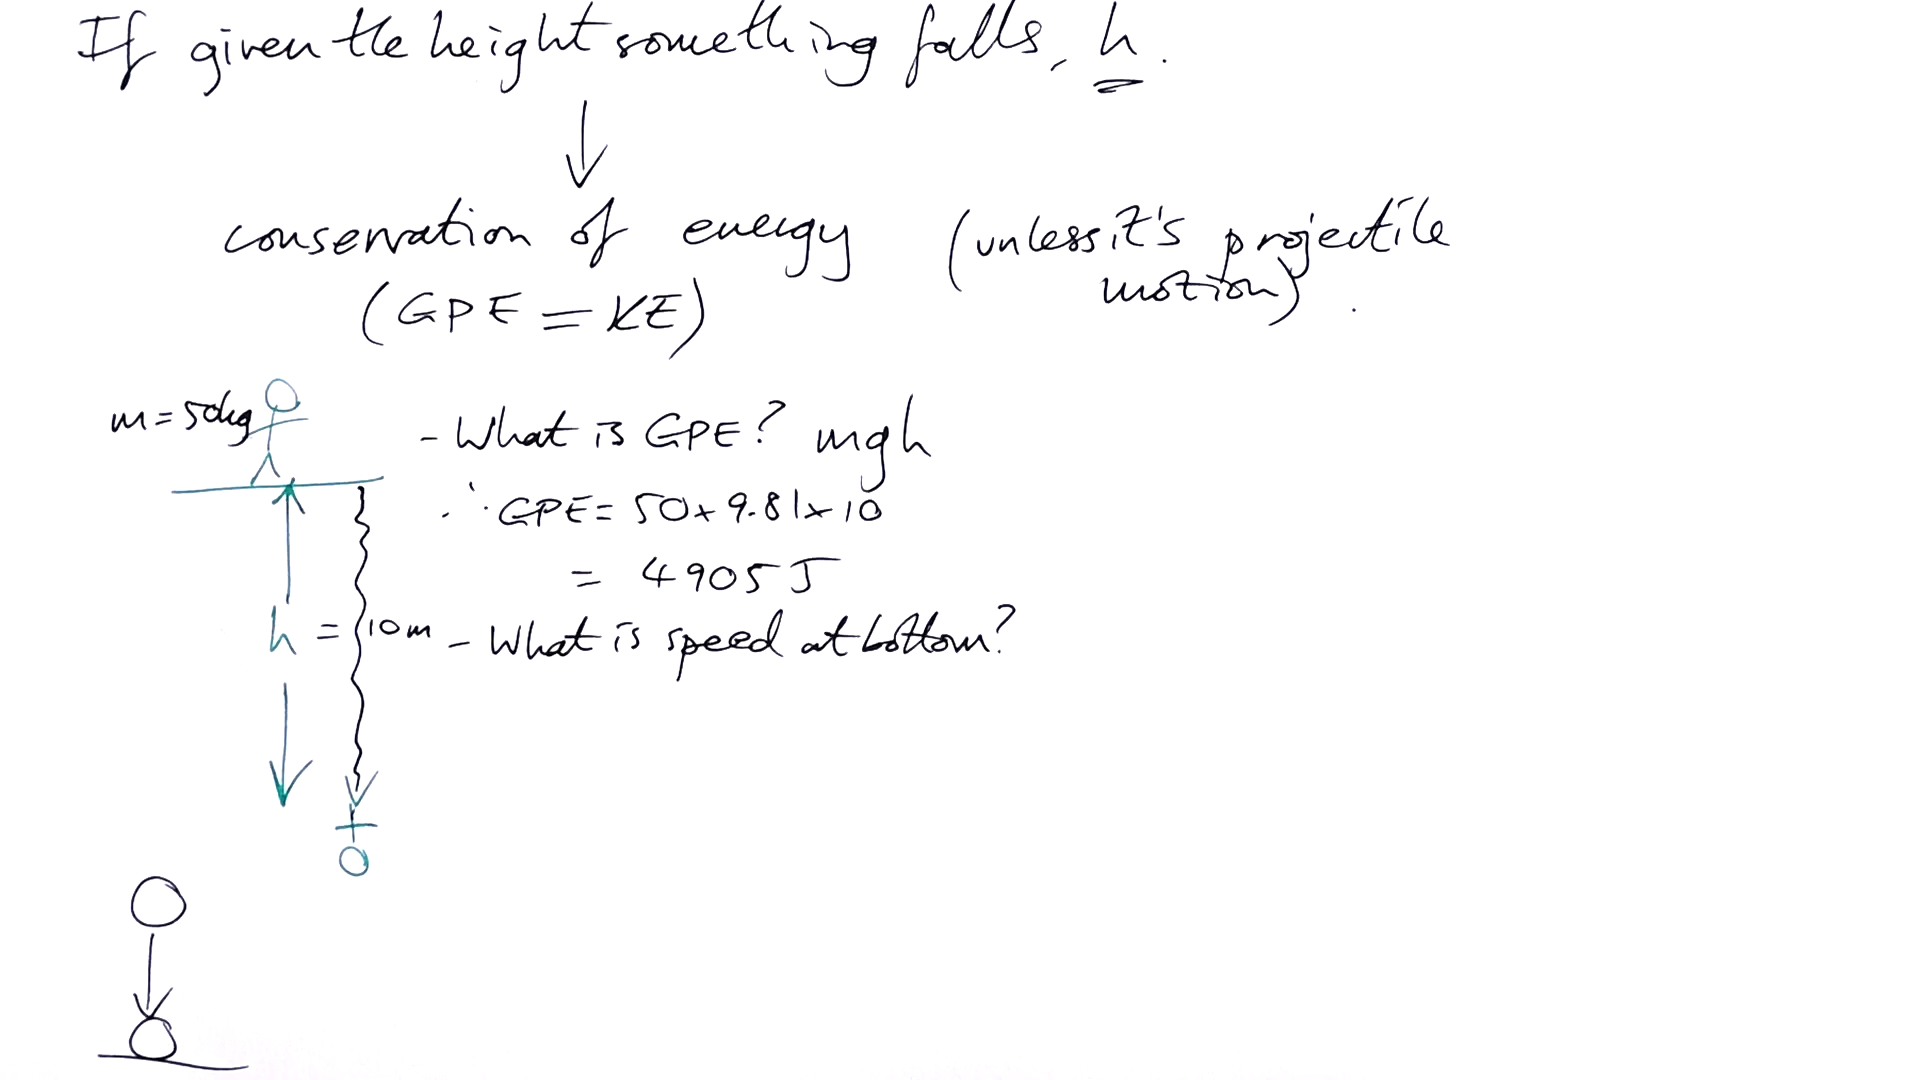 If given the height something falls, h.
conservation of energy (unless it's projectile motion).
(GPE = KE)
m = 50kg
- What is GPE? mgh
∴ GPE = 50 x 9.81 x 10
= 4905 J
h = 10m
- What is speed at bottom?